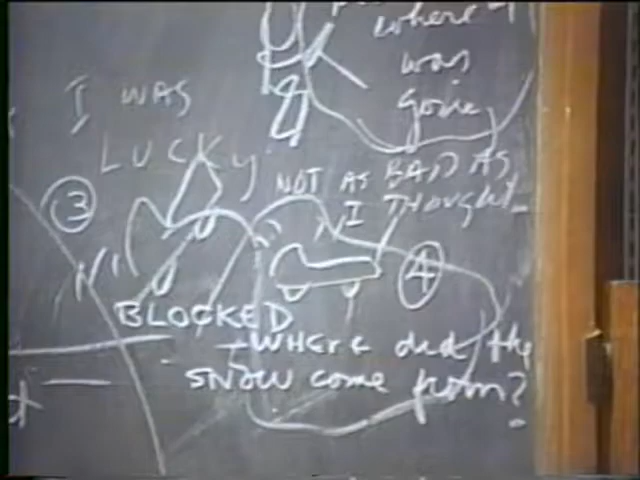 where I
was
going
I WAS
LUCKY
③
NOT AS BAD AS
I THOUGHT
④
BLOCKED
WHERE did the
SNOW come from?